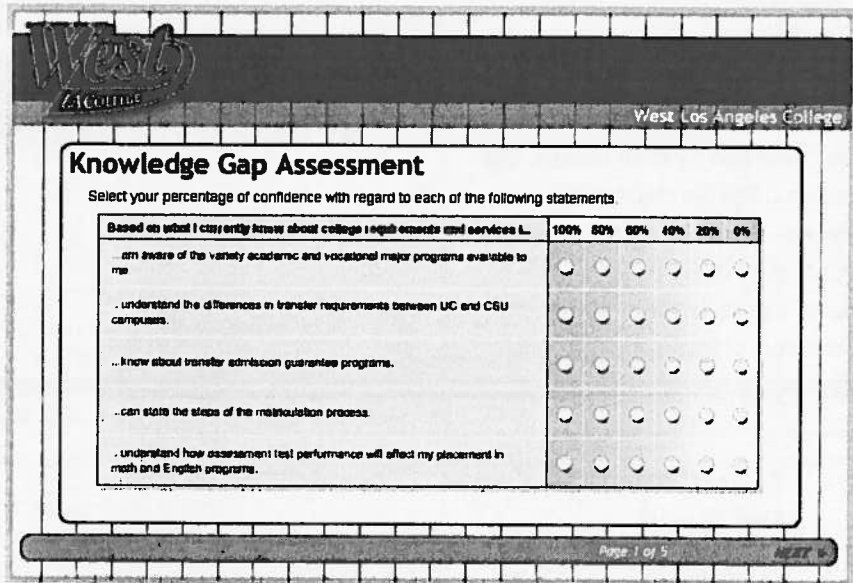 West
LA COLLEGE
West Los Angeles College
Knowledge Gap Assessment
Select your percentage of confidence with regard to each of the following statements.
Based on what I currently know about college requirements and services I... 100% 80% 60% 40% 20% 0%
...am aware of the variety academic and vocational major programs available to
me
...understand the differences in transfer requirements between UC and CSU
campuses.
...know about transfer admission guarantee programs.
...can state the steps of the matriculation process.
...understand how assessment test performance will affect my placement in
math and English programs.
Page 1 of 5 NEXT